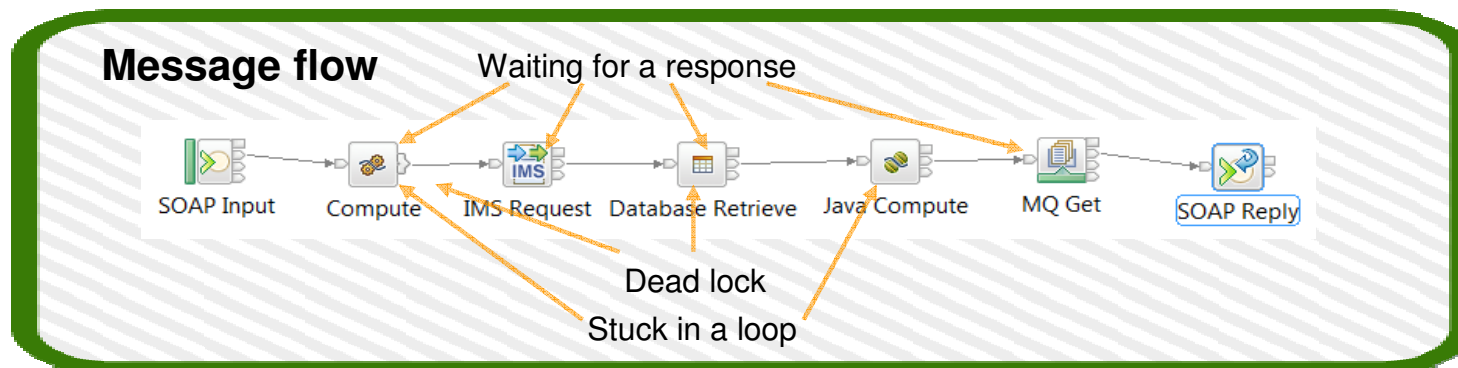 Message flow
Waiting for a response
IMS
SOAP Input
Compute
IMS Request
Database Retrieve
Java Compute
MQ Get
SOAP Reply
Dead lock
Stuck in a loop